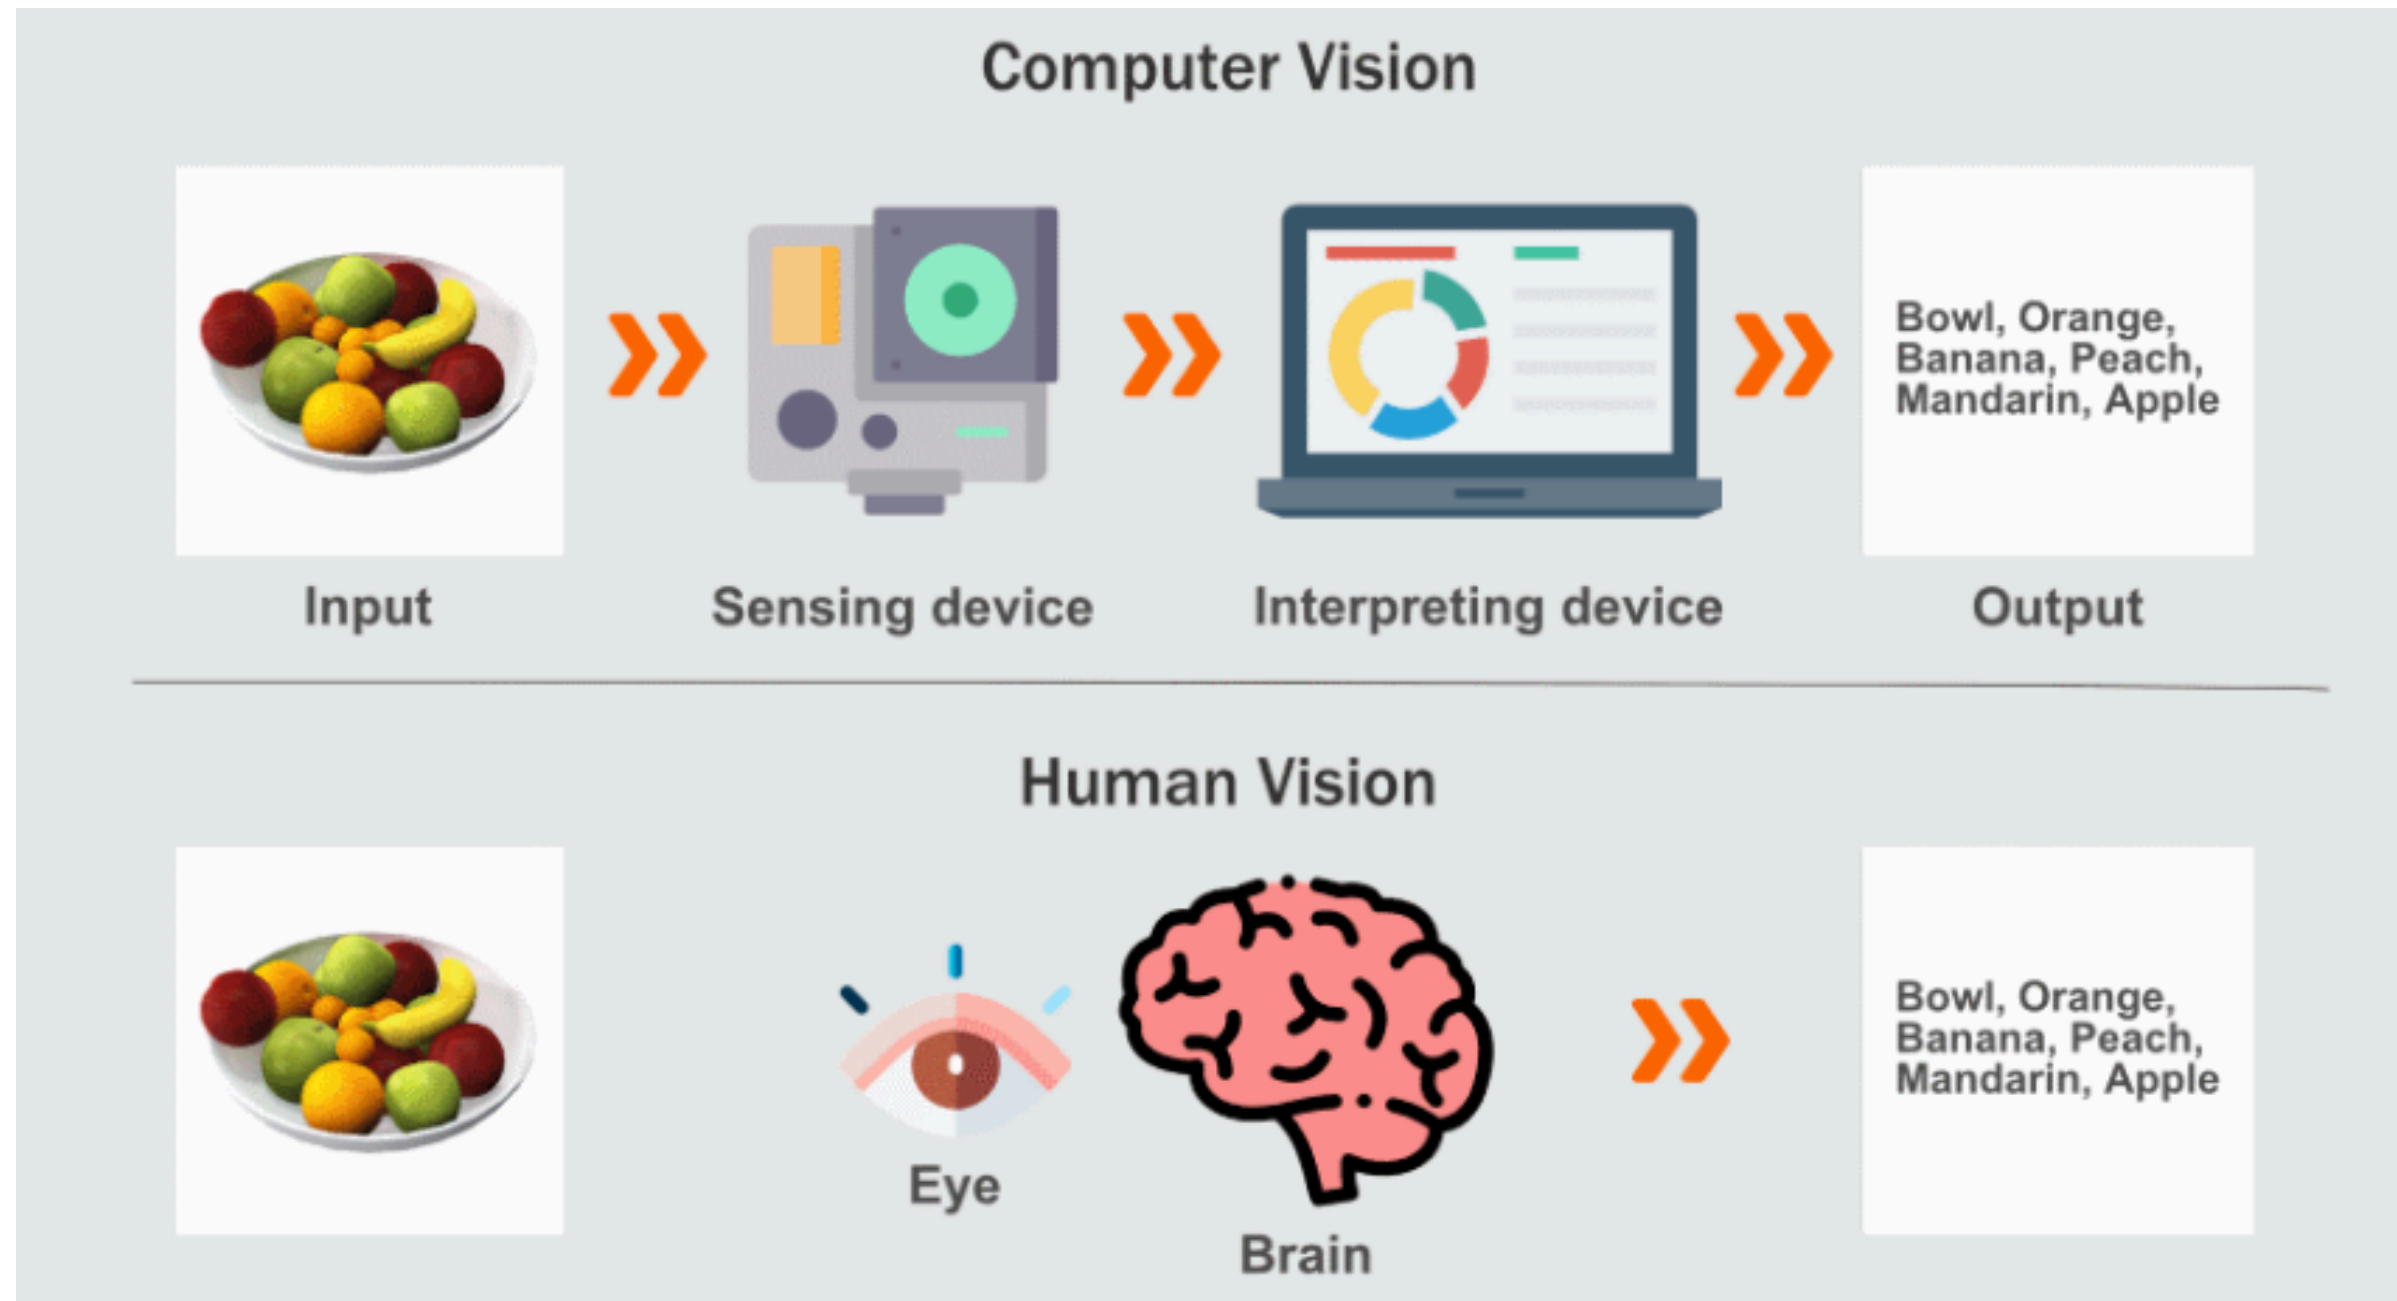 Computer Vision
Bowl, Orange,
Banana, Peach,
Mandarin, Apple
Input
Sensing device
Interpreting device
Output
Human Vision
Bowl, Orange,
Banana, Peach,
Mandarin, Apple
Eye
Brain